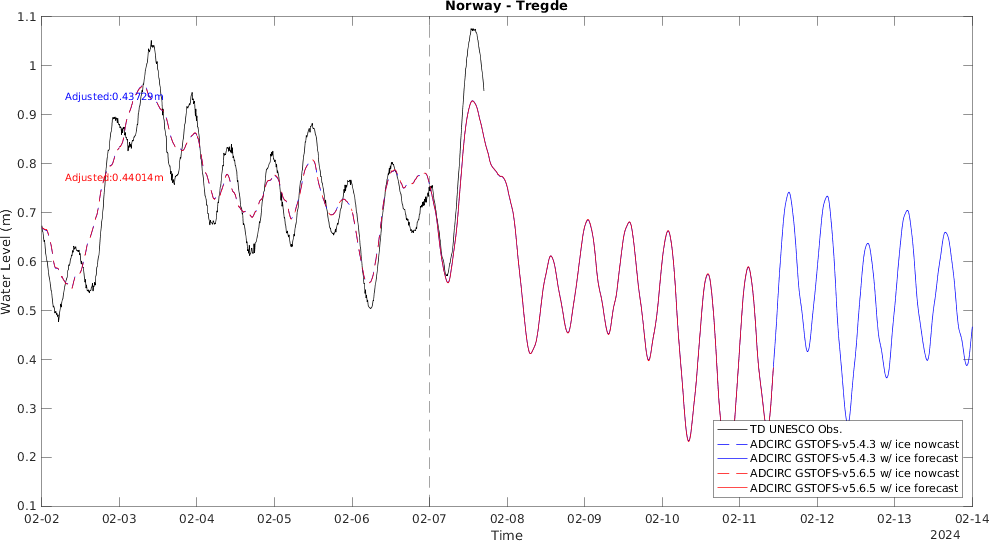 Norway - Tregde
1.1
1
0.9
0.8
0.7
0.6
0.5
0.4
0.3
0.2
0.1
Water Level (m)
Adjusted:0.43729m
Adjusted:0.44014m
TD UNESCO Obs.
ADCIRC GSTOFS-v5.4.3 w/ ice nowcast
ADCIRC GSTOFS-v5.4.3 w/ ice forecast
ADCIRC GSTOFS-v5.6.5 w/ ice nowcast
ADCIRC GSTOFS-v5.6.5 w/ ice forecast
02-02 02-03 02-04 02-05 02-06 02-07 02-08 02-09 02-10 02-11 02-12 02-13 02-14
Time
2024